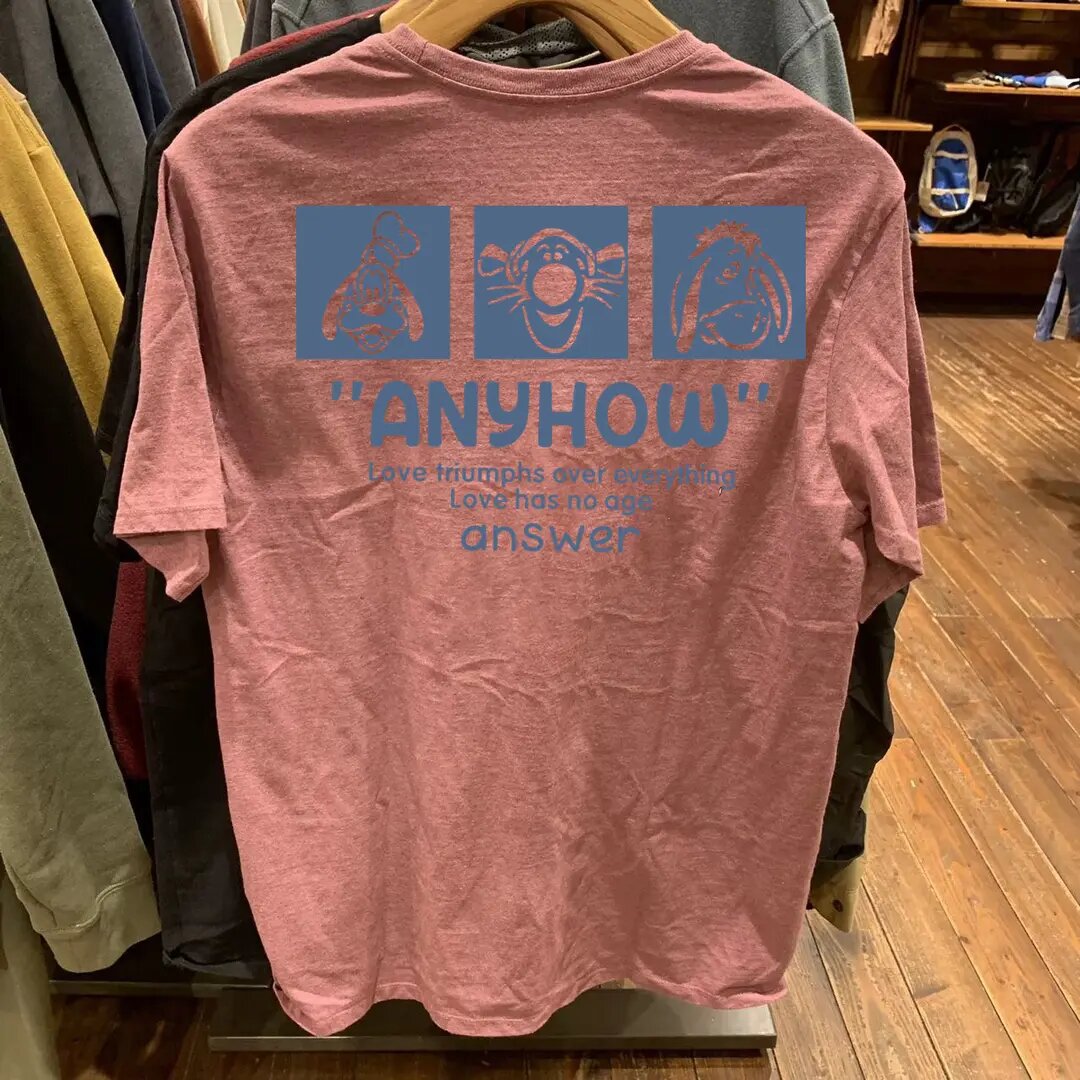 "ANYHOW"
Love triumphs over everything
Love has no age
answer